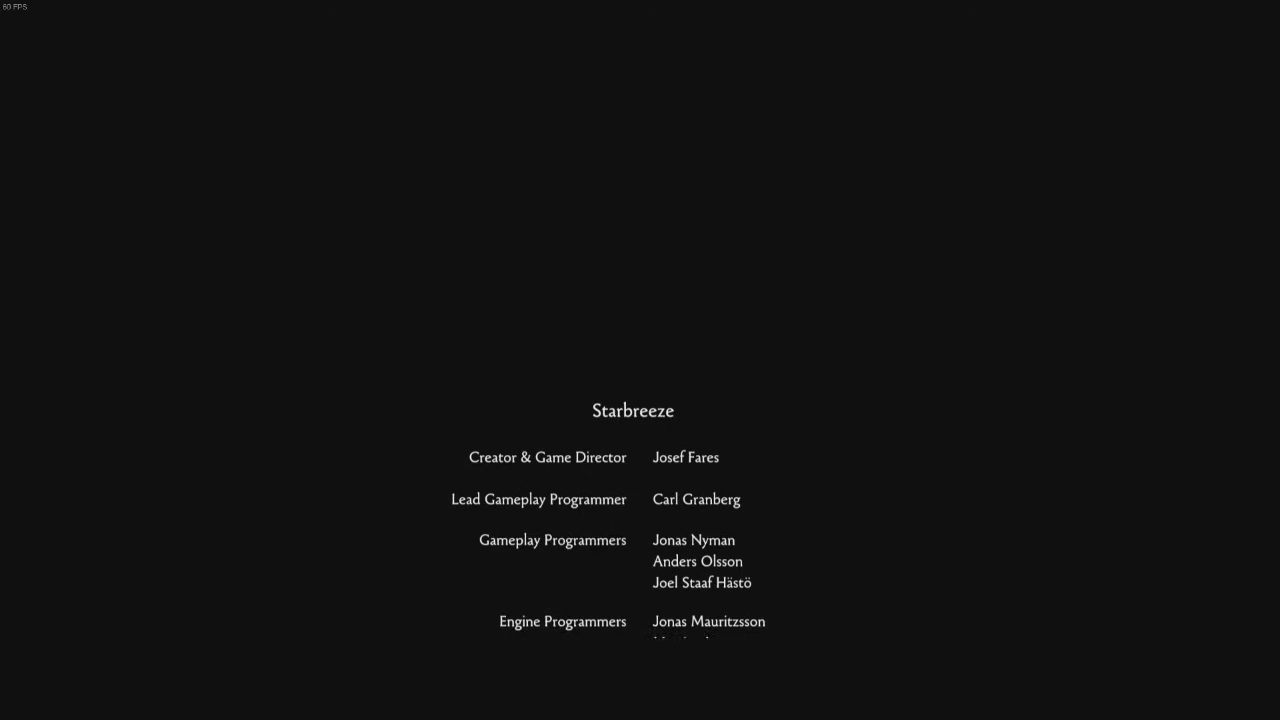 60 FPS
Starbreeze
Creator & Game Director Josef Fares
Lead Gameplay Programmer Carl Granberg
Gameplay Programmers Jonas Nyman
Anders Olsson
Joel Staaf Hästö
Engine Programmers Jonas Mauritzsson